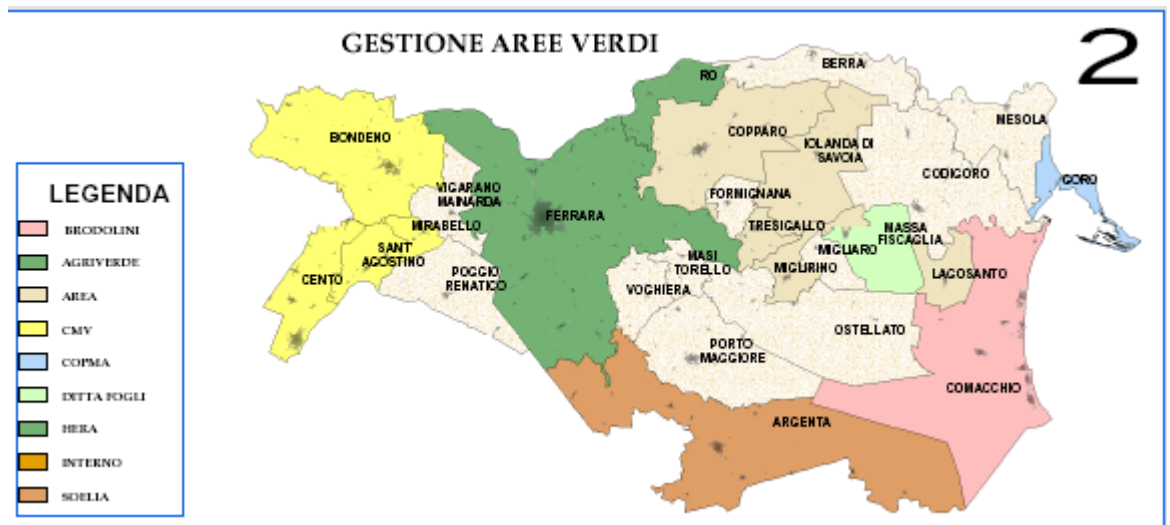 GESTIONE AREE VERDI
2
RO
BERRA
BONDENO
COPPARO
IOLANDA DI
SAVOIA
MESOLA
CODIGORO
GORO
VIGARANO
MAINARDA
FORMIGNANA
MIRABELLO
FERRARA
TRESIGALLO
MASSA
FISCAGLIA
SANT'
AGOSTINO
CENTO
POGGIO
RENATICO
MASI
TORELLO
MIGLIARO
MIGLIRINO
LAGOSANTO
VOGHIERA
OSTELLATO
PORTO
MAGGIORE
COMACCHIO
ARGENTA
LEGENDA
BRODOLINI
AGRIVERDE
AREA
CMV
COPMA
DITTA FOGLI
HERA
INTERNO
SOELIA